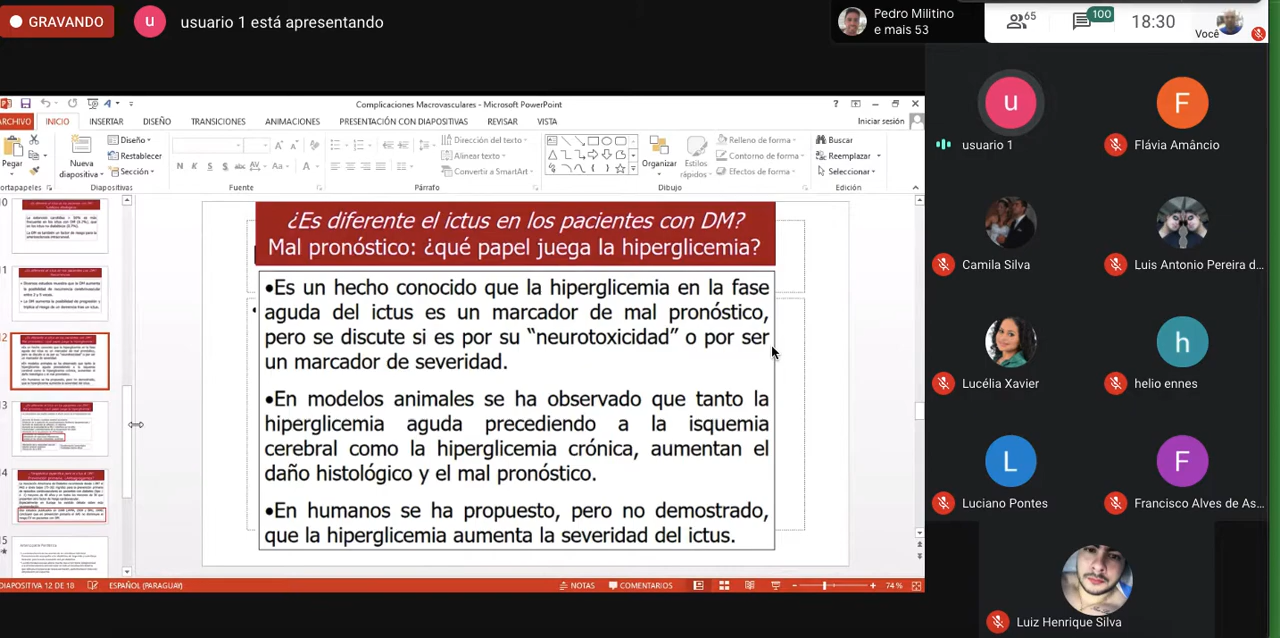 GRAVANDO
u
usuario 1 está apresentando
Pedro Militino
e mais 53
65
100
18:30
Você
Complicaciones Macrovasculares - Microsoft PowerPoint
?
ARCHIVO
INICIO
INSERTAR
DISEÑO
TRANSICIONES
ANIMACIONES
PRESENTACIÓN CON DIAPOSITIVAS
REVISAR
VISTA
Iniciar sesión
Pegar
Nueva
diapositiva
Diseño
Restablecer
Sección
N K S
Aa
A
Dirección del texto
Alinear texto
Convertir a SmartArt
Organizar
Estilos
rápidos
Relleno de forma
Contorno de forma
Efectos de forma
Buscar
Reemplazar
Seleccionar
Portapapeles
Diapositivas
Fuente
Párrafo
Dibujo
Edición
10
11
12
13
14
15
¿Es diferente el ictus en los pacientes con DM?
Mal pronóstico: ¿qué papel juega la hiperglicemia?
•Es un hecho conocido que la hiperglicemia en la fase
aguda del ictus es un marcador de mal pronóstico,
pero se discute si es por su “neurotoxicidad” o por ser
un marcador de severidad.
•En modelos animales se ha observado que tanto la
hiperglicemia aguda precediendo a la isquemia
cerebral como la hiperglicemia crónica, aumentan el
daño histológico y el mal pronóstico.
•En humanos se ha propuesto, pero no demostrado,
que la hiperglicemia aumenta la severidad del ictus.
DIAPOSITIVA 12 DE 18
ESPAÑOL (PARAGUAY)
NOTAS
COMENTARIOS
74 %
u
usuario 1
F
Flávia Amâncio
Camila Silva
Luis Antonio Pereira d...
Lucélia Xavier
h
helio ennes
L
Luciano Pontes
F
Francisco Alves de As...
Luiz Henrique Silva